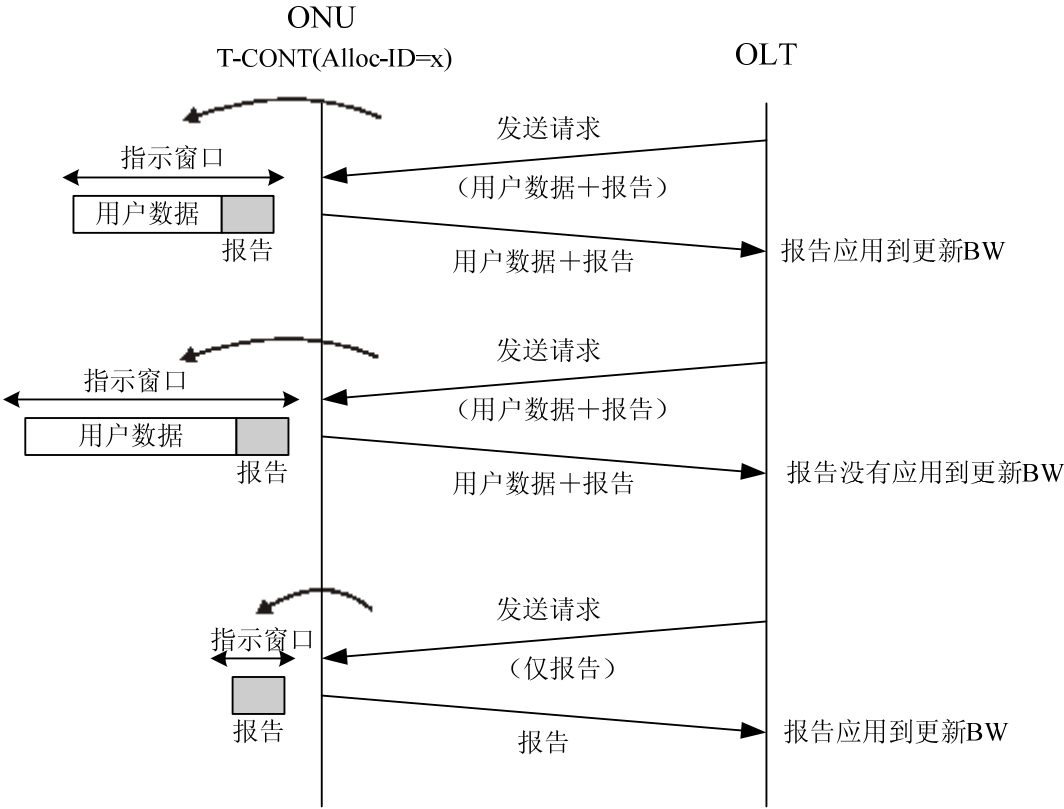 ONU
T-CONT(Alloc-ID=x)
OLT
发送请求
指示窗口
（用户数据＋报告）
用户数据
报告
用户数据＋报告
报告应用到更新BW
发送请求
指示窗口
（用户数据＋报告）
用户数据
报告
用户数据＋报告
报告没有应用到更新BW
发送请求
指示窗口
（仅报告）
报告
报告
报告应用到更新BW